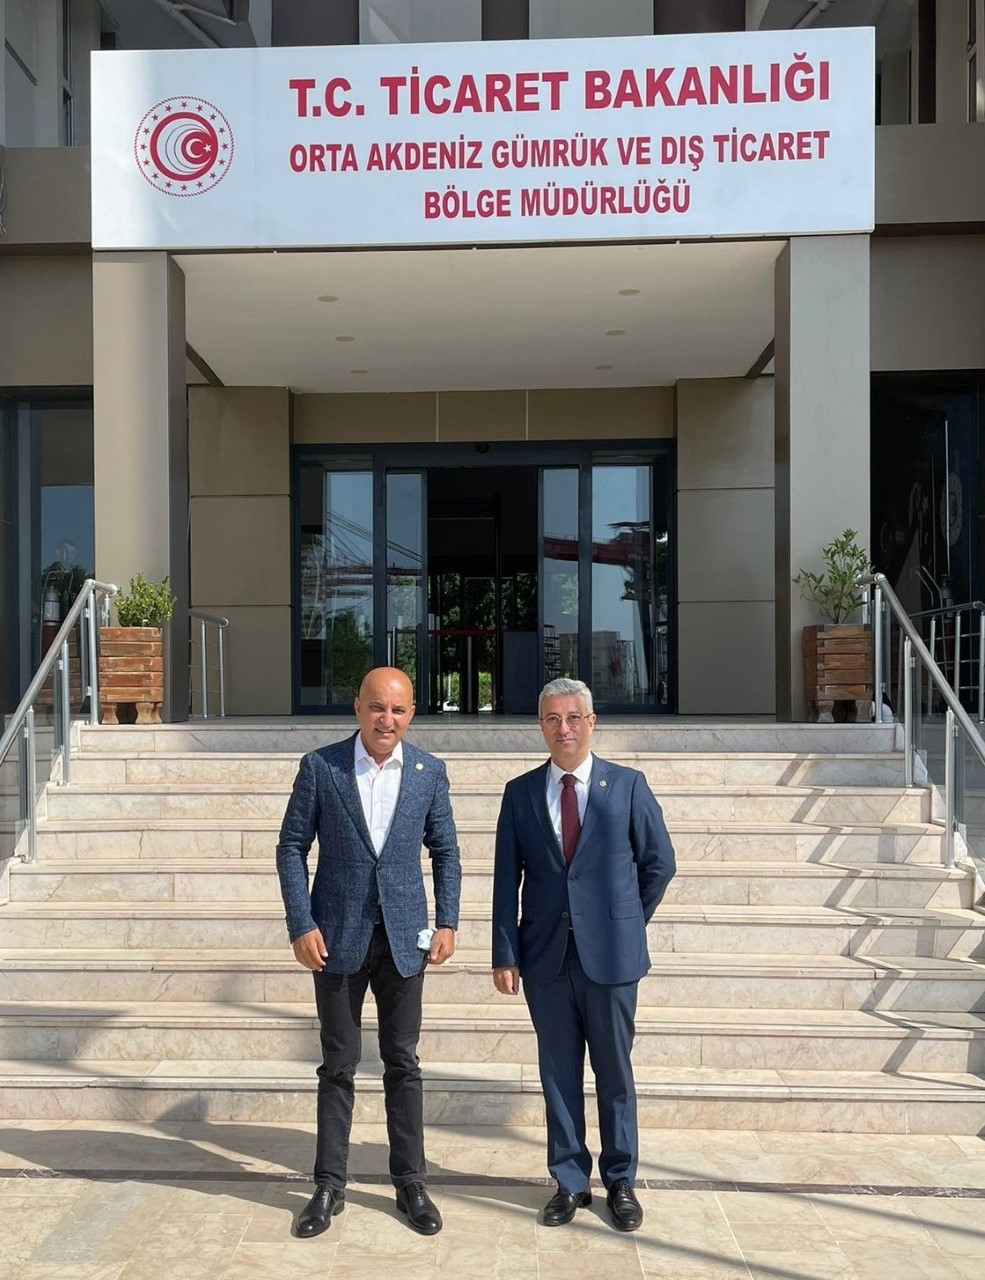 T.C. TİCARET BAKANLIĞI
ORTA AKDENİZ GÜMRÜK VE DIŞ TİCARET
BÖLGE MÜDÜRLÜĞÜ